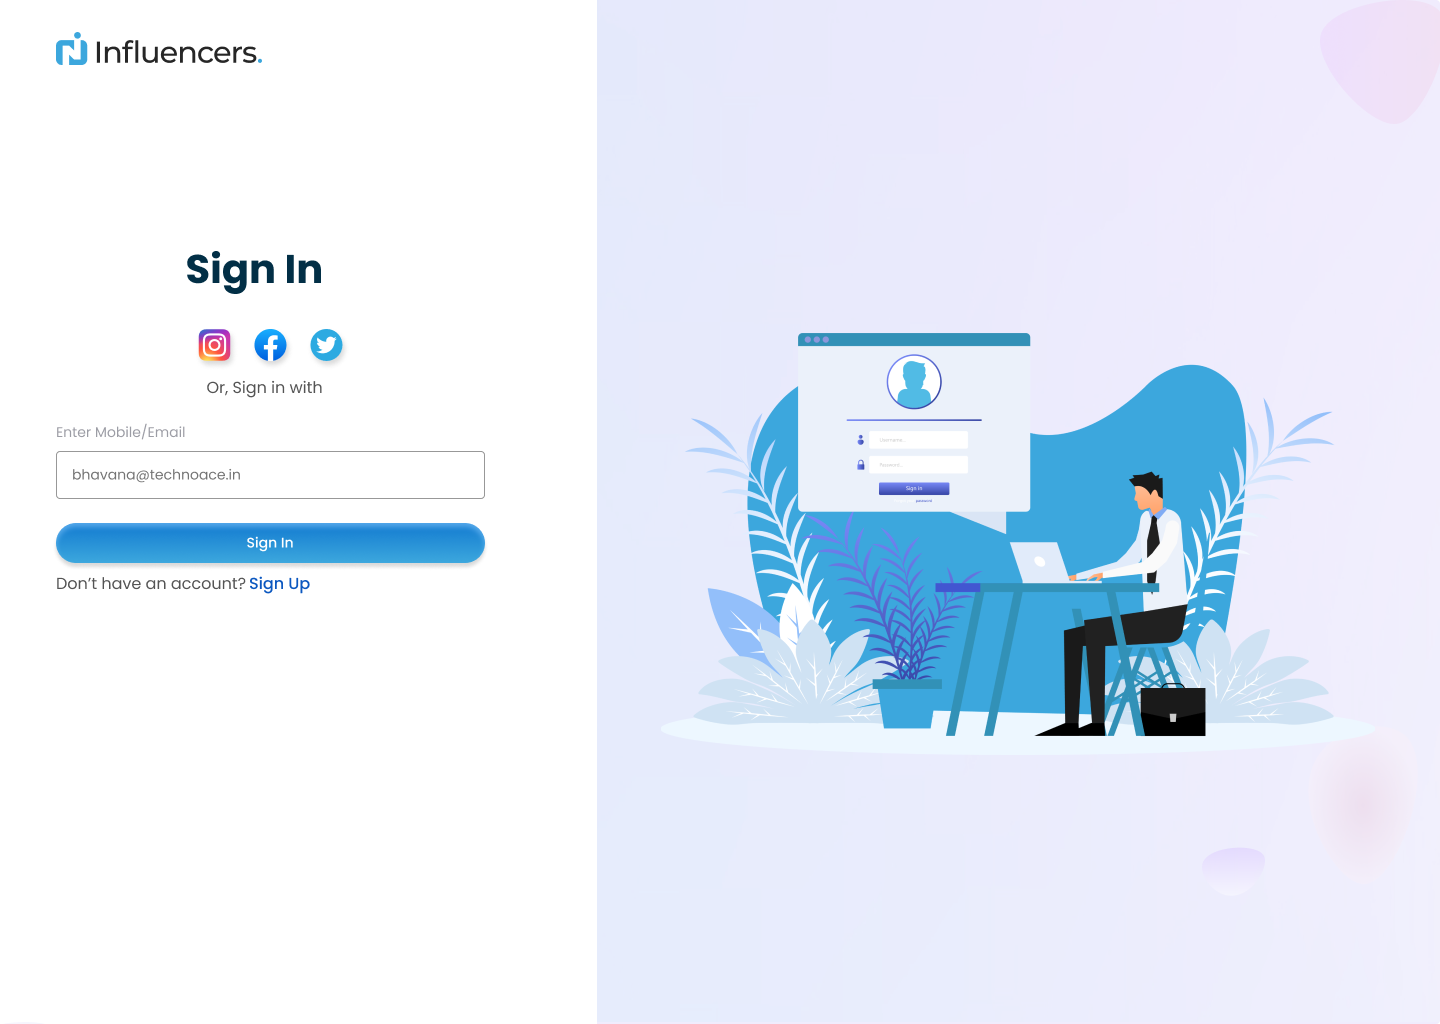 Influencers.
Sign In
Or, Sign in with
Enter Mobile/Email
bhavana@technoace.in
Sign In
Don’t have an account? Sign Up
Username...
Password...
Sign in
password